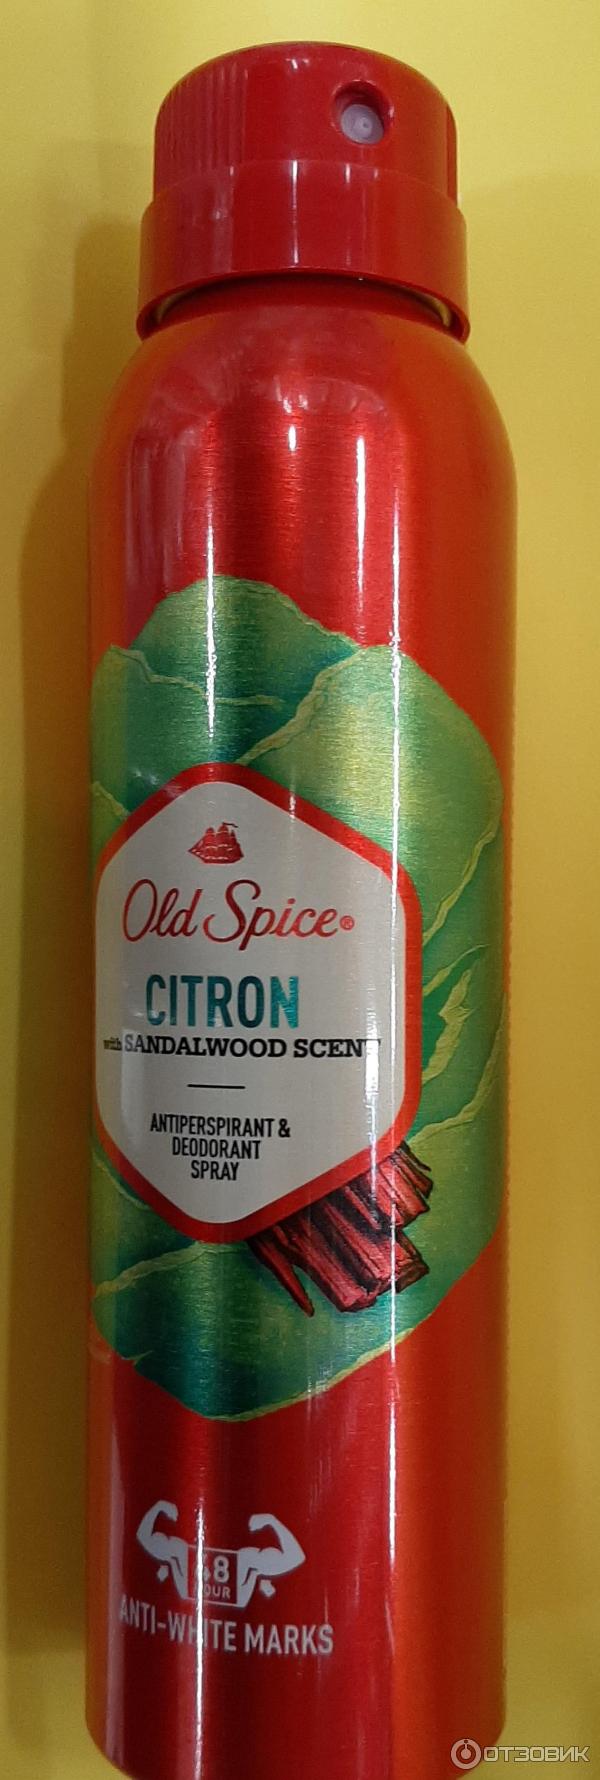 Old Spice®
CITRON
with SANDALWOOD SCENT
ANTIPERSPIRANT &
DEODORANT
SPRAY
48
HOUR
ANTI-WHITE MARKS
ОТЗОВИК